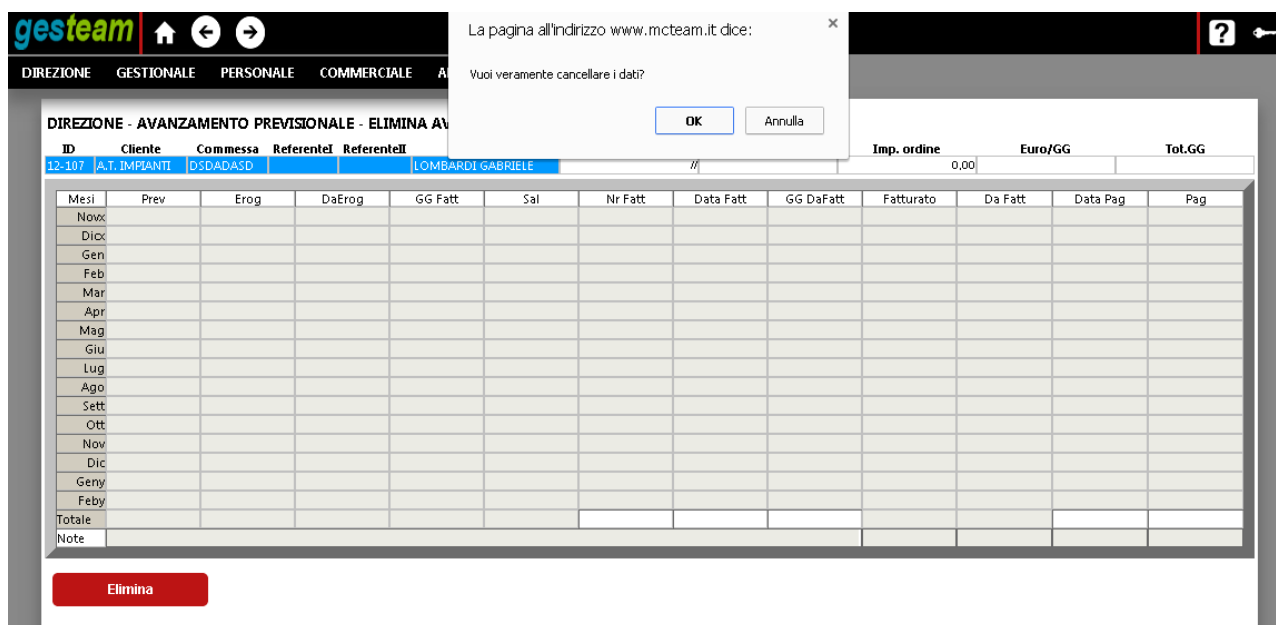 gesteam
La pagina all'indirizzo www.mcteam.it dice:
Vuoi veramente cancellare i dati?
OK Annulla
DIREZIONE GESTIONALE PERSONALE COMMERCIALE
DIREZIONE - AVANZAMENTO PREVISIONALE - ELIMINA
ID Cliente Commessa ReferenteI ReferenteII Imp. ordine Euro/GG Tot.GG
12-107 A.T. IMPIANTI DSDADASD LOMBARDI GABRIELE // 0,00
Mesi Prev Erog DaErog GG Fatt Sal Nr Fatt Data Fatt GG DaFatt Fatturato Da Fatt Data Pag Pag
Novx
Dicx
Gen
Feb
Mar
Apr
Mag
Giu
Lug
Ago
Sett
Ott
Nov
Dic
Geny
Feby
Totale
Note
Elimina